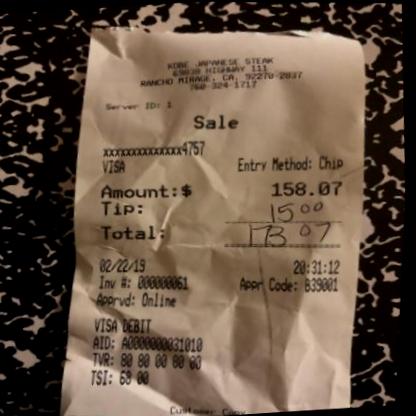 KOBE JAPANESE STEAK
69838 HIGHWAY 111
RANCHO MIRAGE, CA, 92270-2837
760-324-1717
Server ID: 1
Sale
xxxxxxxxxxxxx4757
VISA Entry Method: Chip
Amount:$ 158.07
Tip: 15 00
Total: 173 07
02/22/19 20:31:12
Inv #: 000000061 Appr Code: 839001
Apprvd: Online
VISA DEBIT
AID: A0000000031010
TVR: 80 80 00 80 00
TSI: 68 00
Customer Copy